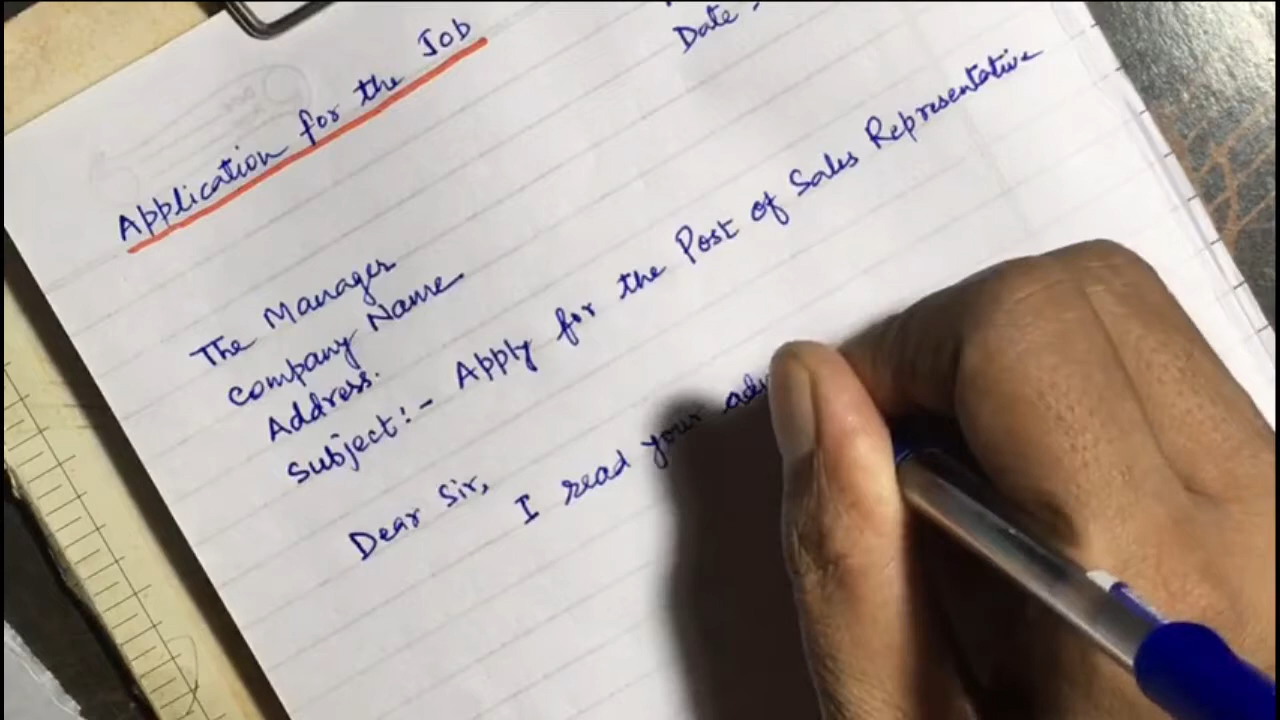 Application for the Job
Date -
The Manager
Company Name
Address.
Subject:- Apply for the Post of Sales Representative
Dear Sir,
I read your